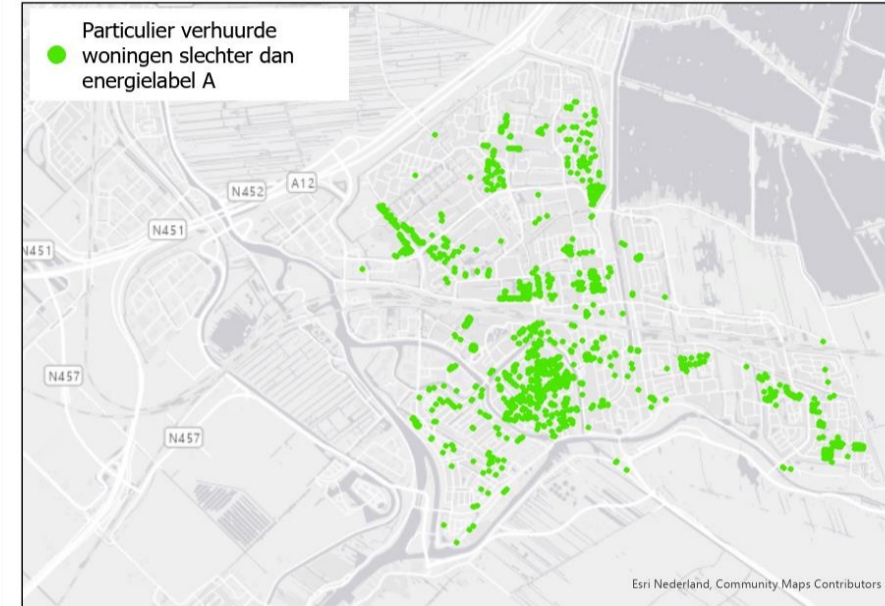 Particulier verhuurde
woningen slechter dan
energielabel A
A12
N452
N451
N451
N457
N457
Esri Nederland, Community Maps Contributors